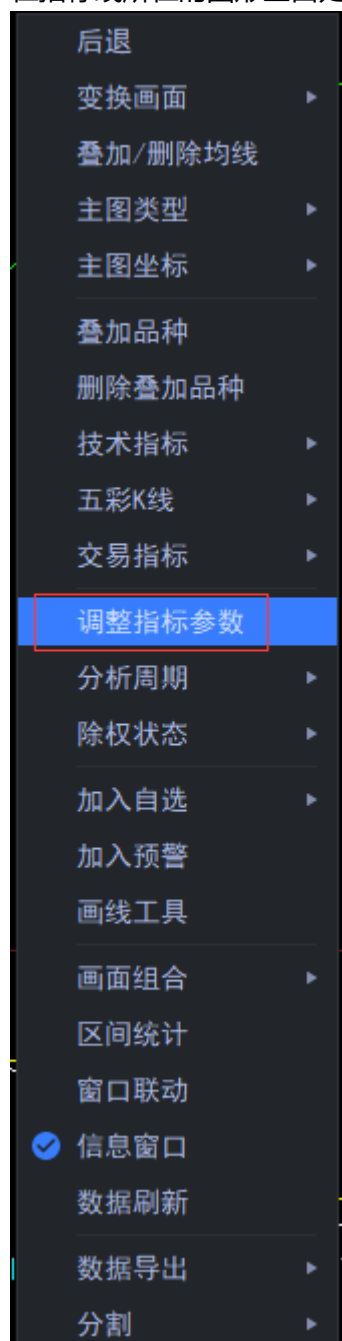 后退
变换画面
叠加/删除均线
主图类型
主图坐标
叠加品种
删除叠加品种
技术指标
五彩K线
交易指标
调整指标参数
分析周期
除权状态
加入自选
加入预警
画线工具
画面组合
区间统计
窗口联动
信息窗口
数据刷新
数据导出
分割